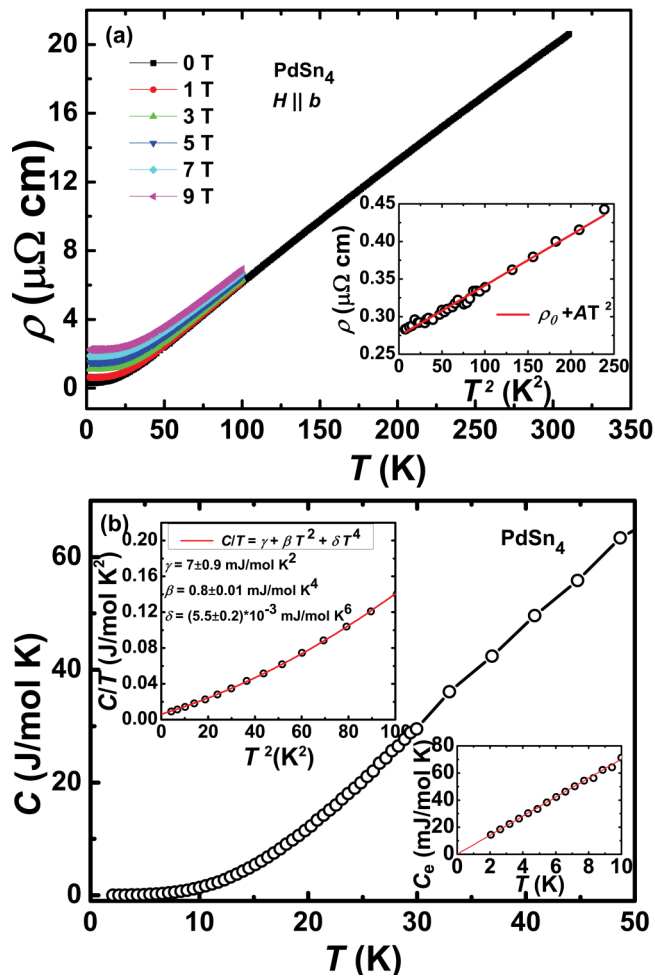 (a)
0 T
1 T
3 T
5 T
7 T
9 T
PdSn4
H || b
20
16
12
8
4
0
ρ (μΩ cm)
0 50 100 150 200 250 300 350
T (K)
0.45
0.40
0.35
0.30
0.25
ρ (μΩ cm)
ρ0 +AT 2
0 50 100 150 200 250
T 2 (K2)
(b)
PdSn4
60
40
20
0
C (J/mol K)
0 10 20 30 40 50
T (K)
0.20
0.16
0.12
0.08
0.04
0.00
C/T (J/mol K2)
C/T = γ + β T 2 + δ T 4
γ = 7±0.9 mJ/mol K2
β = 0.8±0.01 mJ/mol K4
δ = (5.5±0.2)*10-3 mJ/mol K6
0 20 40 60 80 100
T 2(K2)
80
60
40
20
0
Ce (mJ/mol K)
0 2 4 6 8 10
T (K)